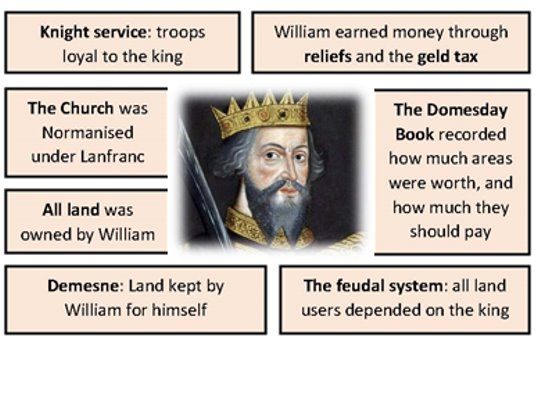 Knight service: troops
loyal to the king
William earned money through
reliefs and the geld tax
The Church was
Normanised
under Lanfranc
The Domesday
Book recorded
how much areas
were worth, and
how much they
should pay
All land was
owned by William
Demesne: Land kept by
William for himself
The feudal system: all land
users depended on the king